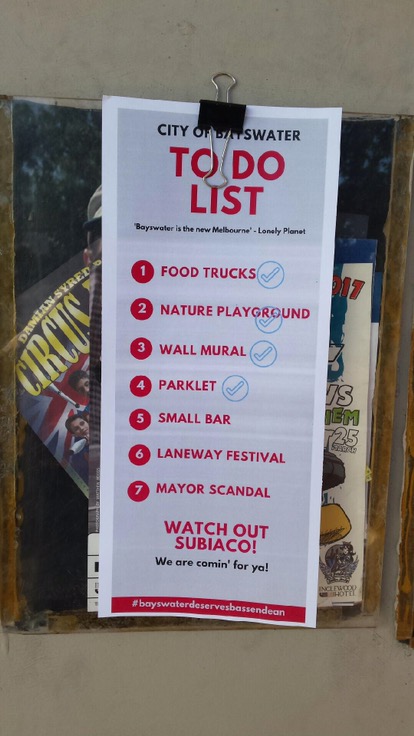 CITY OF BAYSWATER
TO DO
LIST
'Bayswater is the new Melbourne' - Lonely Planet
1 FOOD TRUCKS
2 NATURE PLAYGROUND
3 WALL MURAL
4 PARKLET
5 SMALL BAR
6 LANEWAY FESTIVAL
7 MAYOR SCANDAL
WATCH OUT
SUBIACO!
We are comin' for ya!
#bayswaterdeservesbassendean
CIRCUS
2017